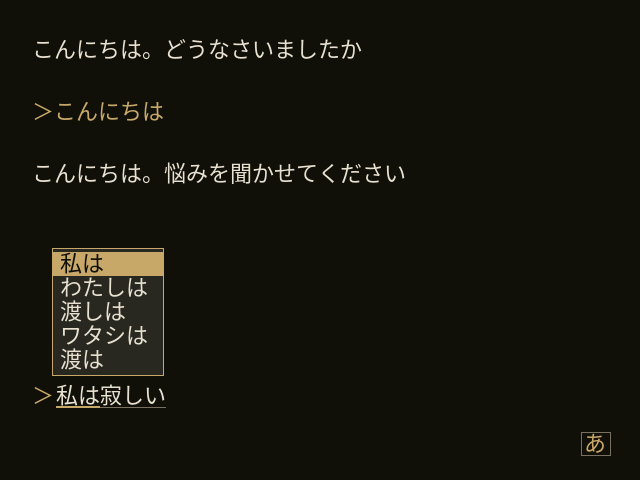 こんにちは。どうなさいましたか
＞こんにちは
こんにちは。悩みを聞かせてください
私は
わたしは
渡しは
ワタシは
渡は
＞私は寂しい
あ